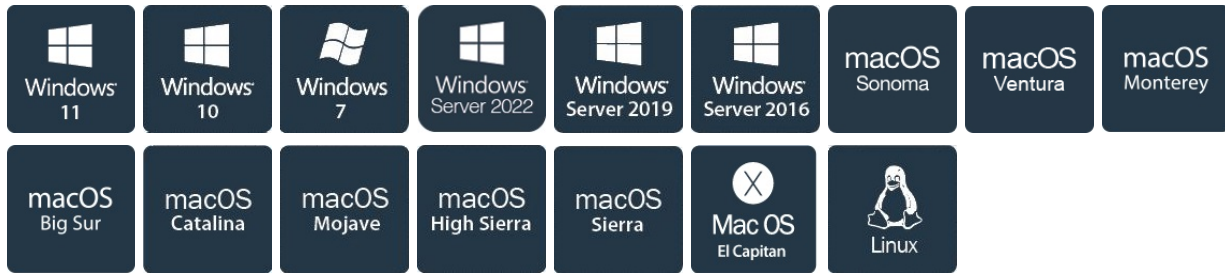 Windows
11
Windows
10
Windows
7
Windows
Server 2022
Windows
Server 2019
Windows
Server 2016
macOS
Sonoma
macOS
Ventura
macOS
Monterey
macOS
Big Sur
macOS
Catalina
macOS
Mojave
macOS
High Sierra
macOS
Sierra
X
Mac OS
El Capitan
Linux